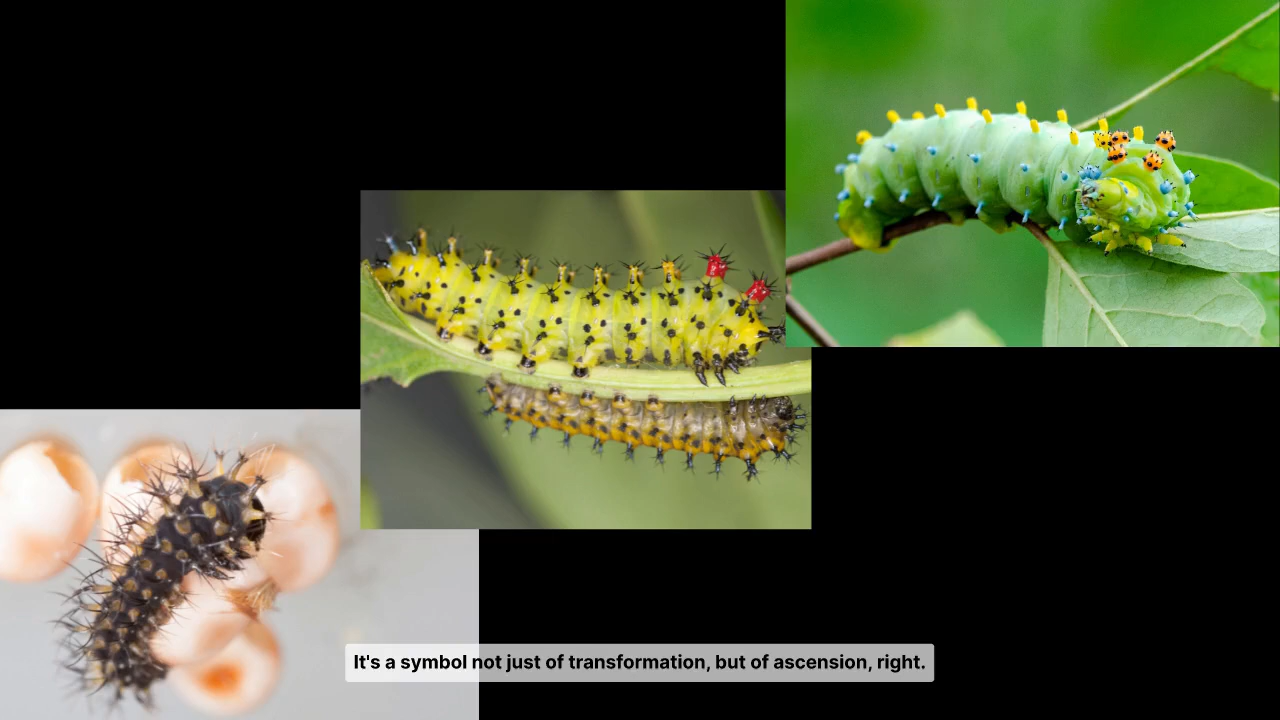 It's a symbol not just of transformation, but of ascension, right.